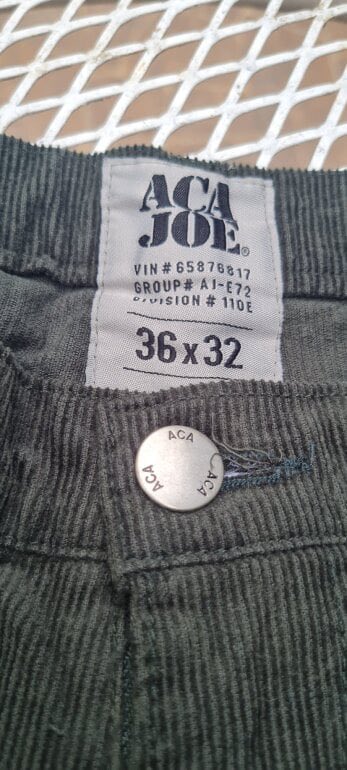 ACA
JOE®
VIN # 65876817
GROUP# AJ-E72
DIVISION # 110E
36 x 32
ACA
ACA
ACA